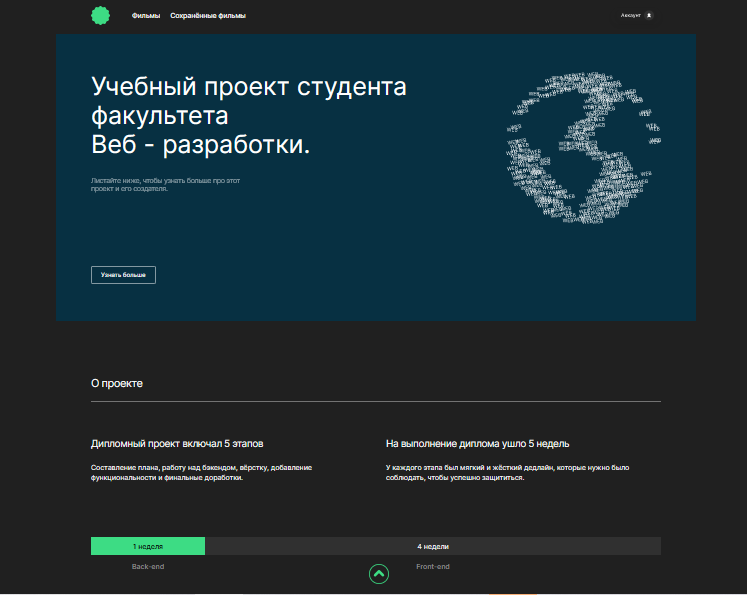 Фильмы Сохранённые фильмы Аккаунт
Учебный проект студента
факультета
Веб - разработки.
Листайте ниже, чтобы узнать больше про этот
проект и его создателя.
Узнать больше
О проекте
Дипломный проект включал 5 этапов
Составление плана, работу над бэкендом, вёрстку, добавление
функциональности и финальные доработки.
На выполнение диплома ушло 5 недель
У каждого этапа был мягкий и жёсткий дедлайн, которые нужно было
соблюдать, чтобы успешно защититься.
1 неделя 4 недели
Back-end Front-end